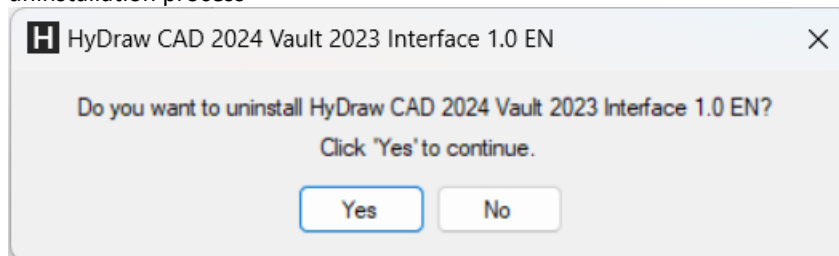 uninstallation process
H HyDraw CAD 2024 Vault 2023 Interface 1.0 EN
Do you want to uninstall HyDraw CAD 2024 Vault 2023 Interface 1.0 EN?
Click 'Yes' to continue.
Yes No